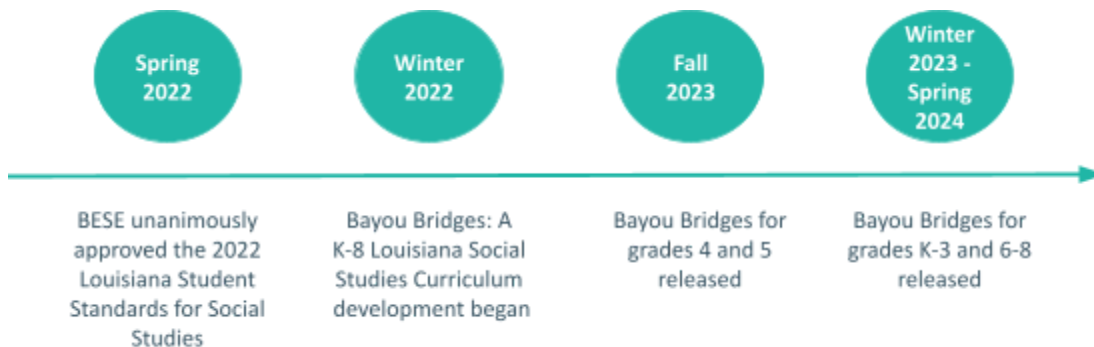 Spring
2022
Winter
2022
Fall
2023
Winter
2023 -
Spring
2024
BESE unanimously
approved the 2022
Louisiana Student
Standards for Social
Studies
Bayou Bridges: A
K-8 Louisiana Social
Studies Curriculum
development began
Bayou Bridges for
grades 4 and 5
released
Bayou Bridges for
grades K-3 and 6-8
released